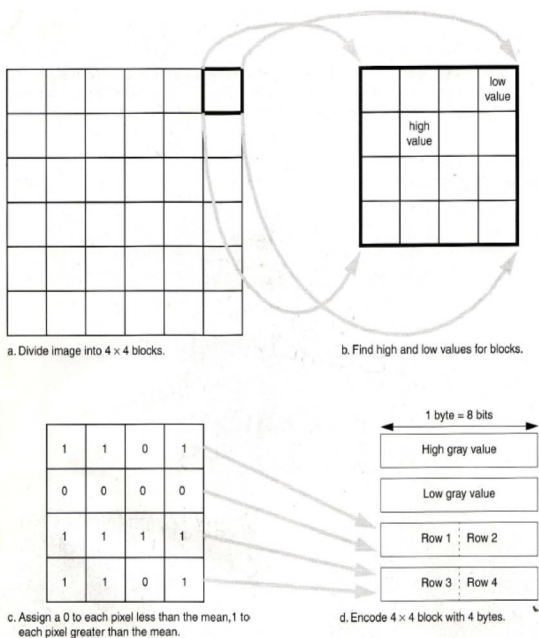 low
value
high
value
a. Divide image into 4 × 4 blocks.
b. Find high and low values for blocks.
1 byte = 8 bits
1 1 0 1
High gray value
0 0 0 0
Low gray value
1 1 1 1
Row 1 Row 2
1 1 0 1
Row 3 Row 4
c. Assign a 0 to each pixel less than the mean,1 to
each pixel greater than the mean.
d. Encode 4 × 4 block with 4 bytes.